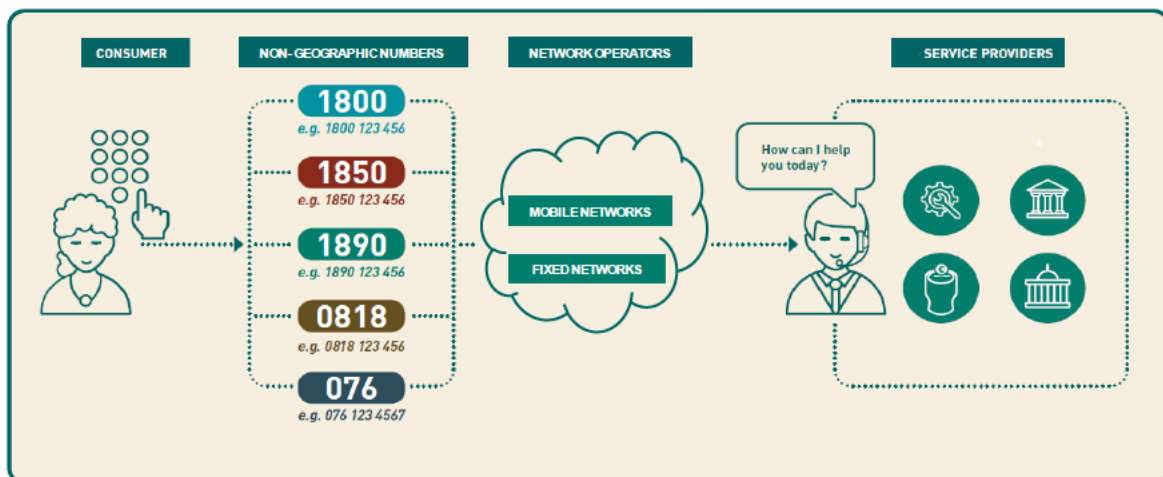 CONSUMER
NON- GEOGRAPHIC NUMBERS
NETWORK OPERATORS
SERVICE PROVIDERS
1800
e.g. 1800 123 456
1850
e.g. 1850 123 456
1890
e.g. 1890 123 456
0818
e.g. 0818 123 456
076
e.g. 076 123 4567
MOBILE NETWORKS
FIXED NETWORKS
How can I help
you today?